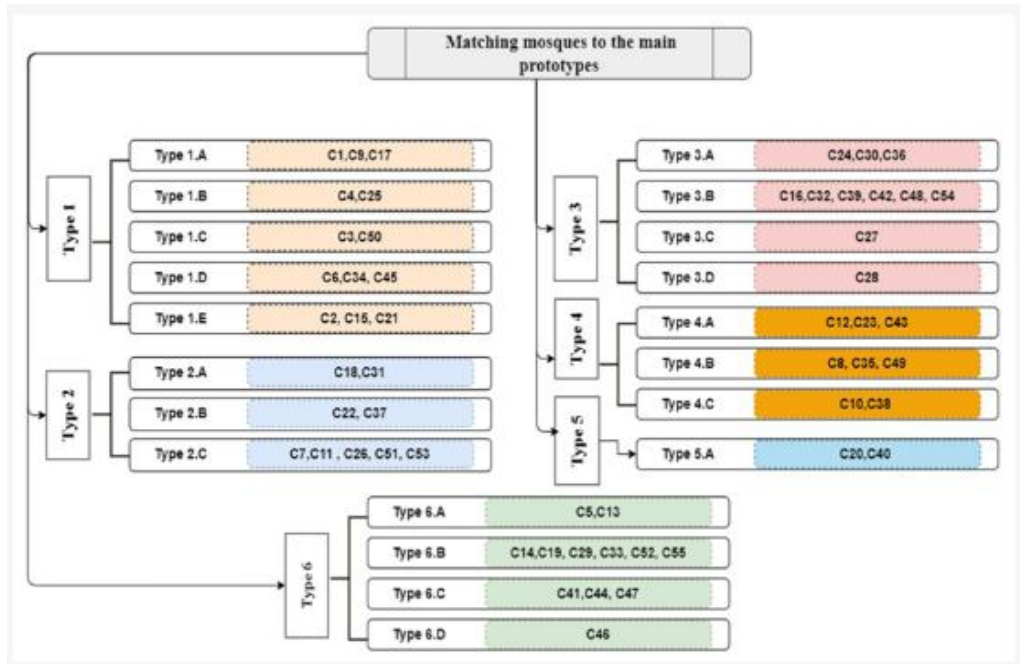 Matching mosques to the main
prototypes
Type 1
Type 1.A C1,C9,C17
Type 1.B C4,C25
Type 1.C C3,C50
Type 1.D C6,C34, C45
Type 1.E C2, C15, C21
Type 2
Type 2.A C18,C31
Type 2.B C22, C37
Type 2.C C7,C11 , C26, C51, C53
Type 3
Type 3.A C24,C30,C36
Type 3.B C16,C32, C39, C42, C48, C54
Type 3.C C27
Type 3.D C28
Type 4
Type 4.A C12,C23, C43
Type 4.B C8, C35, C49
Type 4.C C10,C38
Type 5
Type 5.A C20,C40
Type 6
Type 6.A C5,C13
Type 6.B C14,C19, C29, C33, C52, C55
Type 6.C C41,C44, C47
Type 6.D C46